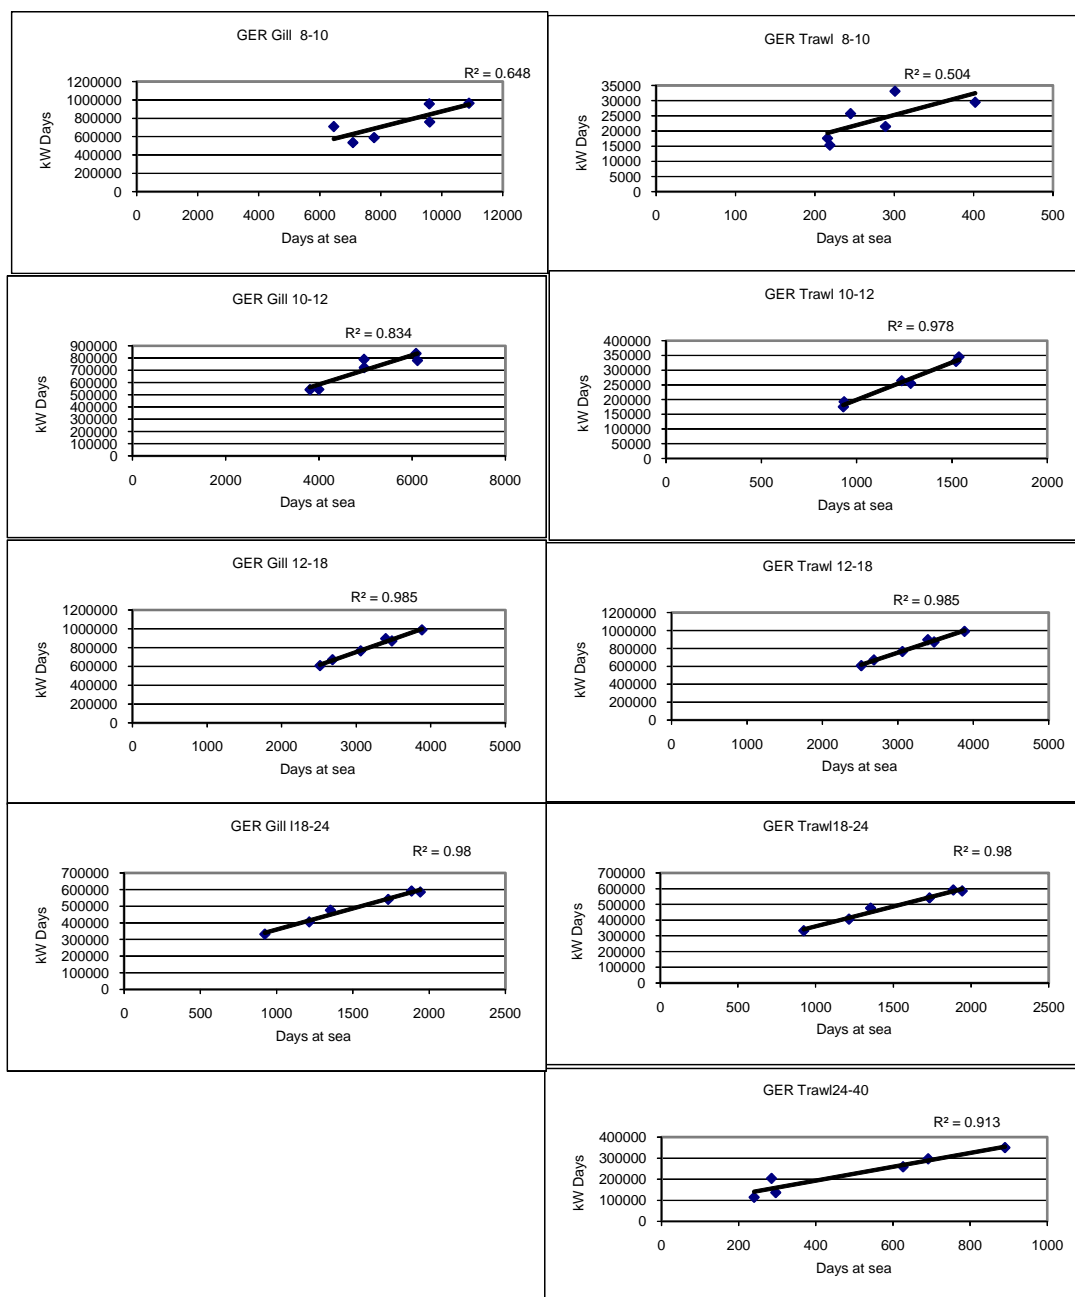 GER Gill 8-10
R² = 0.648
1200000
1000000
800000
600000
400000
200000
0
kW Days
0 2000 4000 6000 8000 10000 12000
Days at sea
GER Trawl 8-10
R² = 0.504
35000
30000
25000
20000
15000
10000
5000
0
kW Days
0 100 200 300 400 500
Days at sea
GER Gill 10-12
R² = 0.834
900000
800000
700000
600000
500000
400000
300000
200000
100000
0
kW Days
0 2000 4000 6000 8000
Days at sea
GER Trawl 10-12
R² = 0.978
400000
350000
300000
250000
200000
150000
100000
50000
0
kW Days
0 500 1000 1500 2000
Days at sea
GER Gill 12-18
R² = 0.985
1200000
1000000
800000
600000
400000
200000
0
kW Days
0 1000 2000 3000 4000 5000
Days at sea
GER Trawl 12-18
R² = 0.985
1200000
1000000
800000
600000
400000
200000
0
kW Days
0 1000 2000 3000 4000 5000
Days at sea
GER Gill l18-24
R² = 0.98
700000
600000
500000
400000
300000
200000
100000
0
kW Days
0 500 1000 1500 2000 2500
Days at sea
GER Trawl18-24
R² = 0.98
700000
600000
500000
400000
300000
200000
100000
0
kW Days
0 500 1000 1500 2000 2500
Days at sea
GER Trawl24-40
R² = 0.913
400000
300000
200000
100000
0
kW Days
0 200 400 600 800 1000
Days at sea